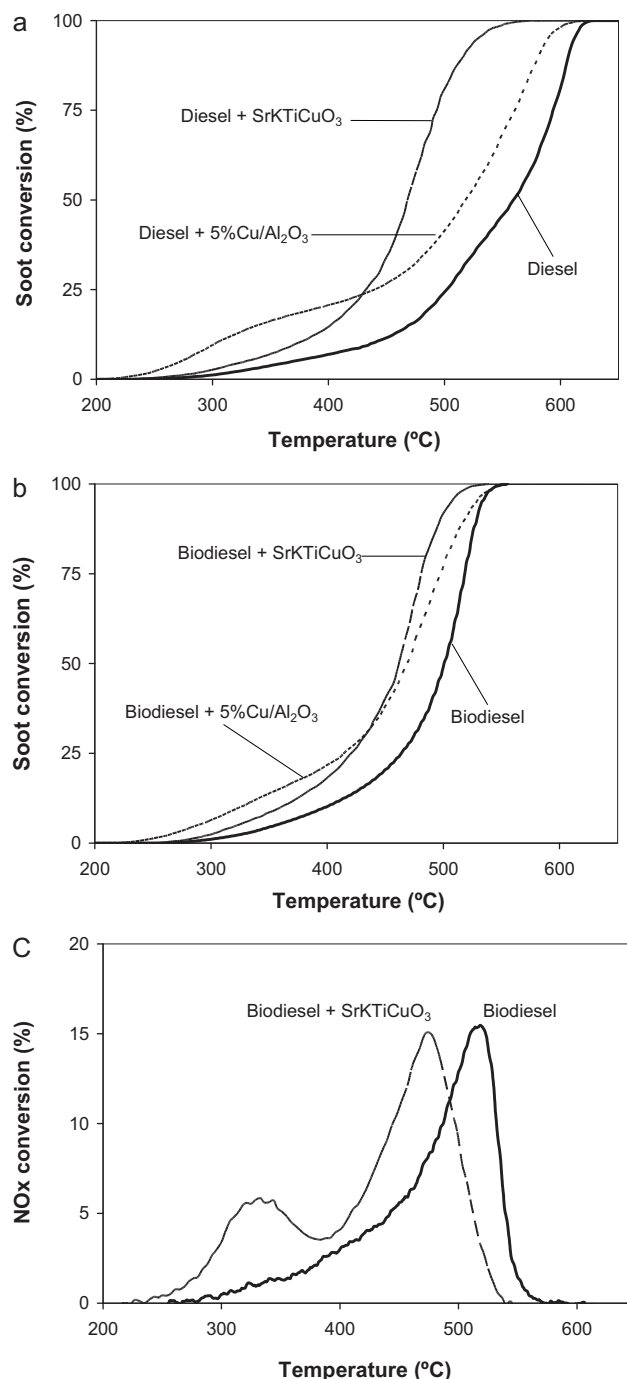 a
100
75
50
25
0
Soot conversion (%)
Diesel + SrKTiCuO₃
Diesel + 5%Cu/Al₂O₃
Diesel
200 300 400 500 600
Temperature (ºC)
b
100
75
50
25
0
Soot conversion (%)
Biodiesel + SrKTiCuO₃
Biodiesel + 5%Cu/Al₂O₃
Biodiesel
200 300 400 500 600
Temperature (ºC)
C
20
15
10
5
0
NOx conversion (%)
Biodiesel + SrKTiCuO₃ Biodiesel
200 300 400 500 600
Temperature (ºC)